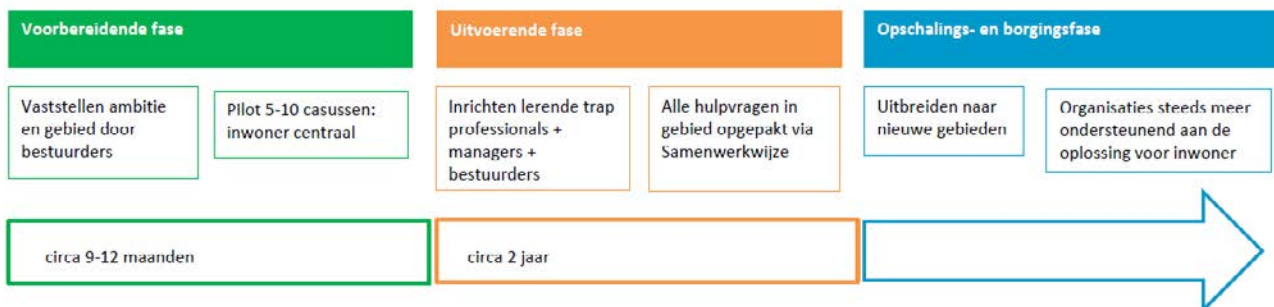 Voorbereidende fase
Uitvoerende fase
Opschalings- en borgingsfase
Vaststellen ambitie
en gebied door
bestuurders
Pilot 5-10 casussen:
inwoner centraal
Inrichten lerende trap
professionals +
managers +
bestuurders
Alle hulpvragen in
gebied opgepakt via
Samenwerkwijze
Uitbreiden naar
nieuwe gebieden
Organisaties steeds meer
ondersteunend aan de
oplossing voor inwoner
circa 9-12 maanden
circa 2 jaar